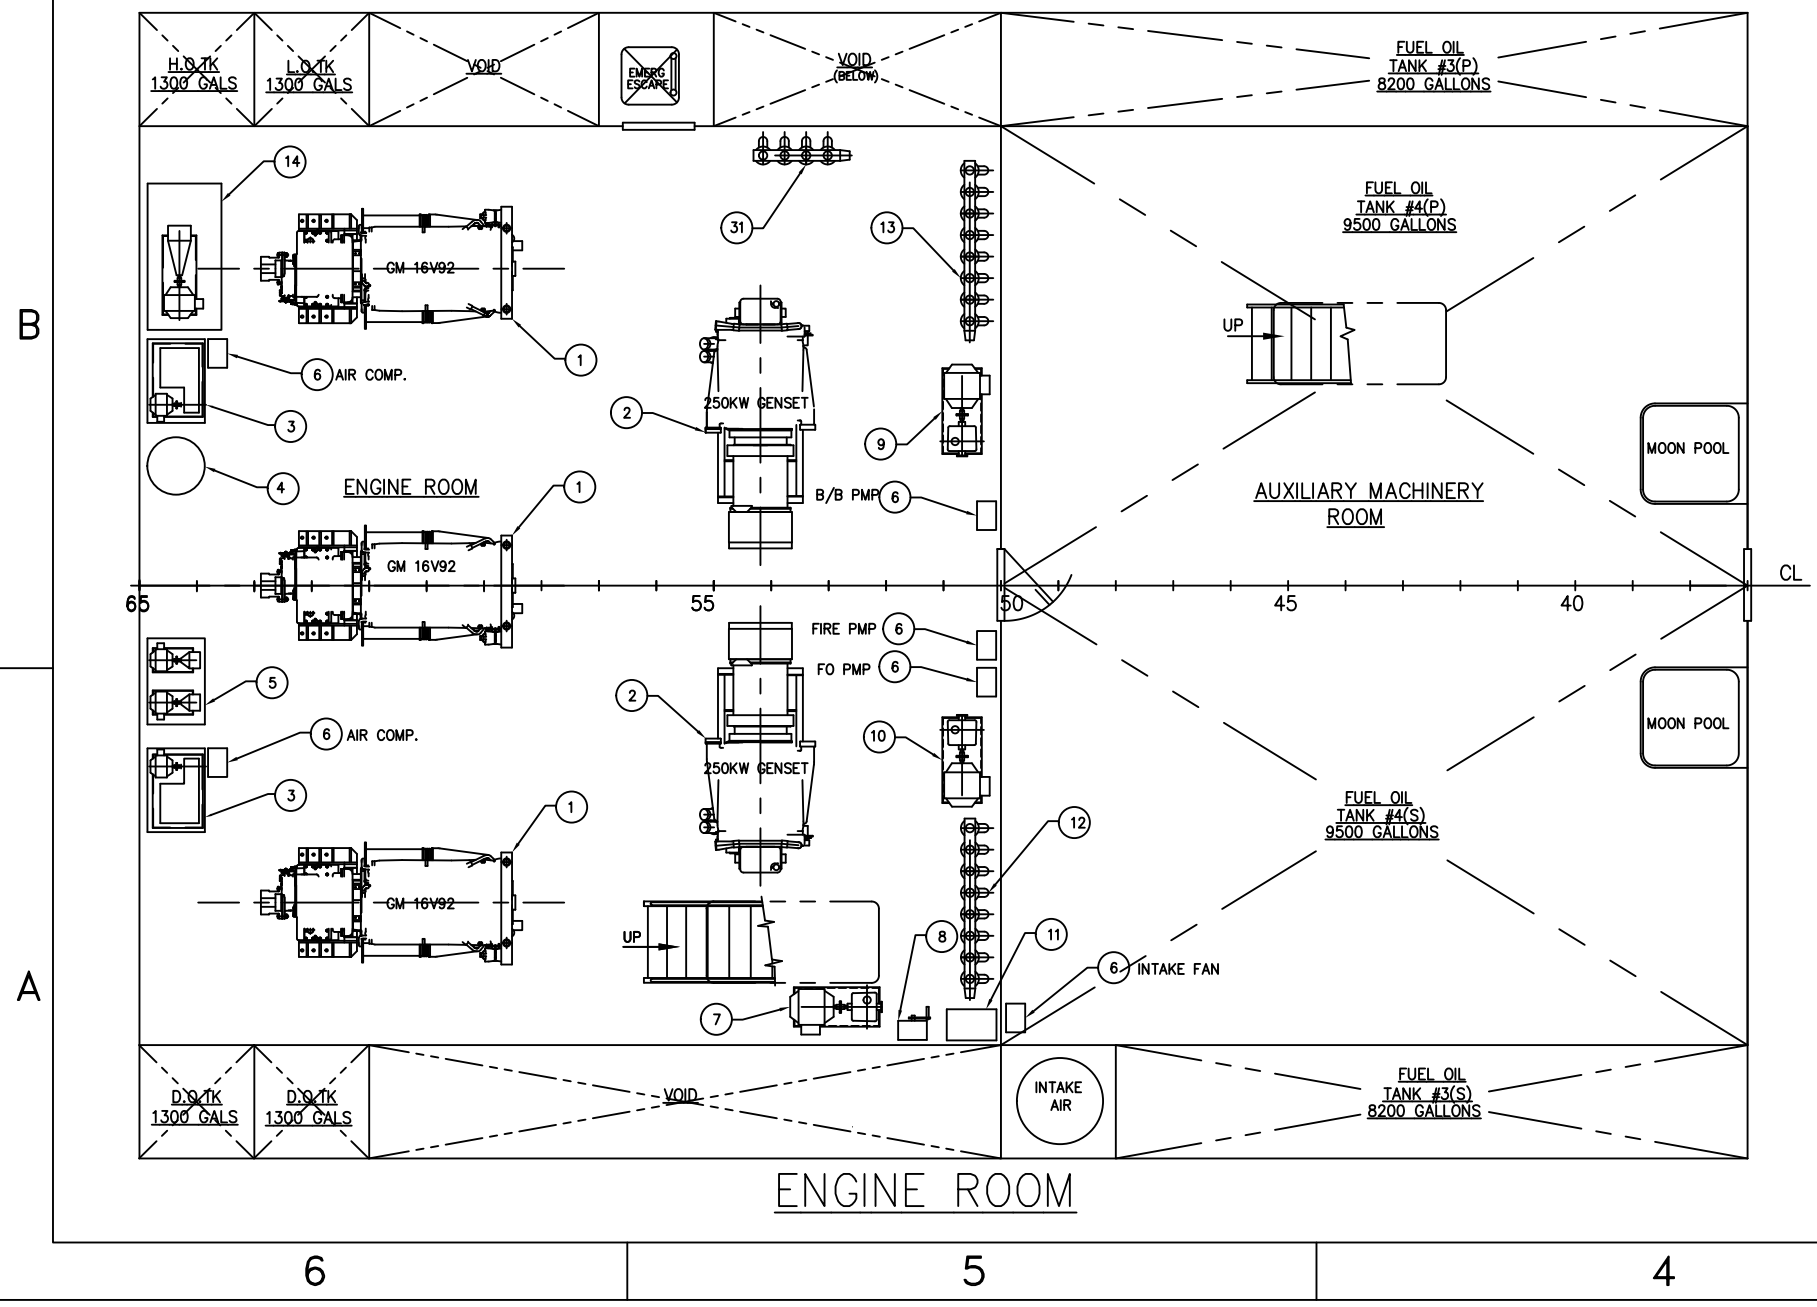 H.O.TK
1300 GALS
L.O.TK
1300 GALS
VOID
EMERG
ESCAPE
VOID
(BELOW)
FUEL OIL
TANK #3(P)
8200 GALLONS
14
31
13
FUEL OIL
TANK #4(P)
9500 GALLONS
GM 16V92
B
UP
1
6 AIR COMP.
3
2
250KW GENSET
9
MOON POOL
4
ENGINE ROOM
1
B/B PMP 6
AUXILIARY MACHINERY
ROOM
GM 16V92
CL
65
55
50
45
40
FIRE PMP 6
FO PMP 6
5
2
MOON POOL
6 AIR COMP.
10
250KW GENSET
3
1
12
FUEL OIL
TANK #4(S)
9500 GALLONS
GM 16V92
UP
8
11
A
6 INTAKE FAN
7
D.O.TK
1300 GALS
D.O.TK
1300 GALS
VOID
INTAKE
AIR
FUEL OIL
TANK #3(S)
8200 GALLONS
ENGINE ROOM
6
5
4